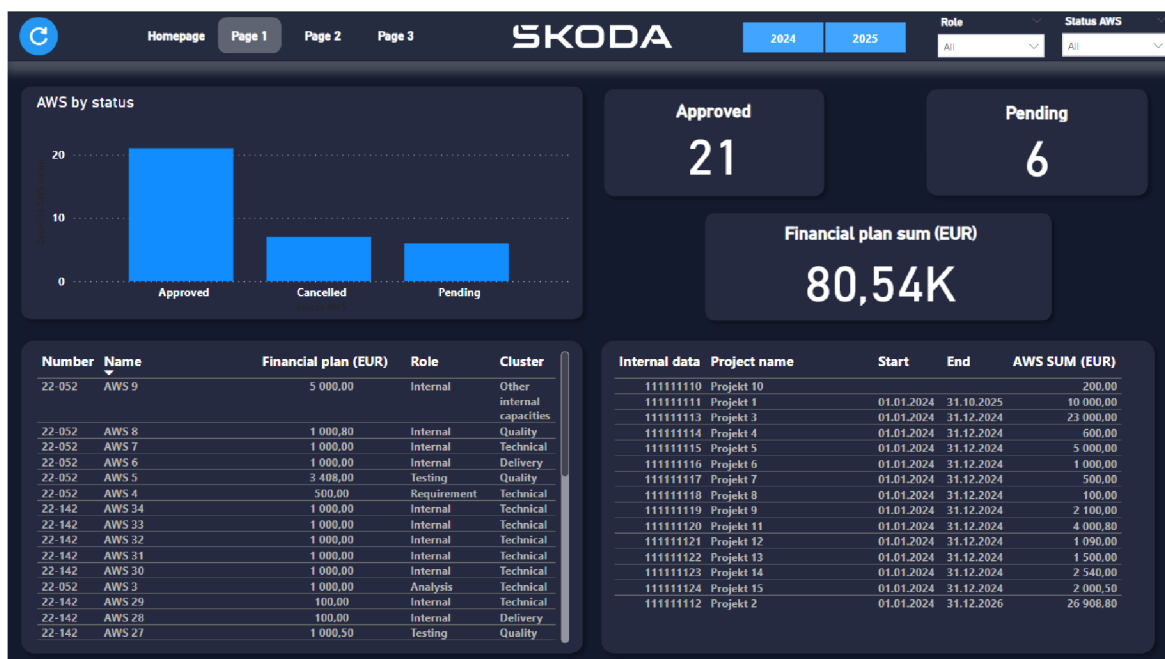 Homepage Page 1 Page 2 Page 3 ŠKODA 2024 2025 Role All Status AWS All
AWS by status
20
10
0
Approved Cancelled Pending
Approved
21
Pending
6
Financial plan sum (EUR)
80,54K
Number Name Financial plan (EUR) Role Cluster
22-052 AWS 9 5 000,00 Internal Other internal capacities
22-052 AWS 8 1 000,80 Internal Quality
22-052 AWS 7 1 000,00 Internal Technical
22-052 AWS 6 1 000,00 Internal Delivery
22-052 AWS 5 3 408,00 Testing Quality
22-052 AWS 4 500,00 Requirement Technical
22-142 AWS 34 1 000,00 Internal Technical
22-142 AWS 33 1 000,00 Internal Technical
22-142 AWS 32 1 000,00 Internal Technical
22-142 AWS 31 1 000,00 Internal Technical
22-142 AWS 30 1 000,00 Internal Technical
22-052 AWS 3 1 000,00 Analysis Technical
22-142 AWS 29 100,00 Internal Technical
22-142 AWS 28 100,00 Internal Delivery
22-142 AWS 27 1 000,50 Testing Quality
Internal data Project name Start End AWS SUM (EUR)
111111110 Projekt 10 200,00
111111111 Projekt 1 01.01.2024 31.10.2025 10 000,00
111111113 Projekt 3 01.01.2024 31.12.2024 23 000,00
111111114 Projekt 4 01.01.2024 31.12.2024 600,00
111111115 Projekt 5 01.01.2024 31.12.2024 5 000,00
111111116 Projekt 6 01.01.2024 31.12.2024 1 000,00
111111117 Projekt 7 01.01.2024 31.12.2024 500,00
111111118 Projekt 8 01.01.2024 31.12.2024 100,00
111111119 Projekt 9 01.01.2024 31.12.2024 2 100,00
111111120 Projekt 11 01.01.2024 31.12.2024 4 000,80
111111121 Projekt 12 01.01.2024 31.12.2024 1 090,00
111111122 Projekt 13 01.01.2024 31.12.2024 1 500,00
111111123 Projekt 14 01.01.2024 31.12.2024 2 540,00
111111124 Projekt 15 01.01.2024 31.12.2024 2 000,50
111111112 Projekt 2 01.01.2024 31.12.2026 26 908,80